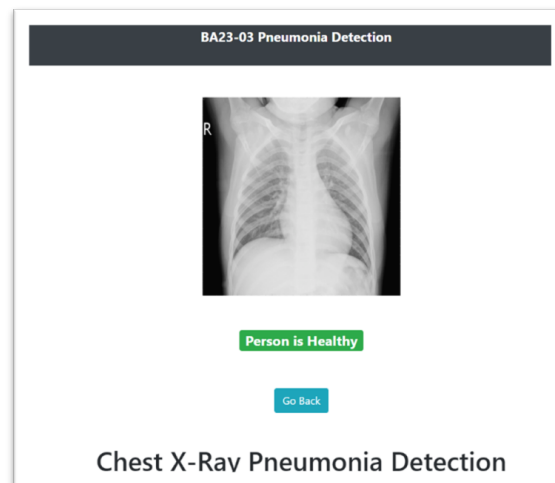 BA23-03 Pneumonia Detection
R
Person is Healthy
Go Back
Chest X-Ray Pneumonia Detection